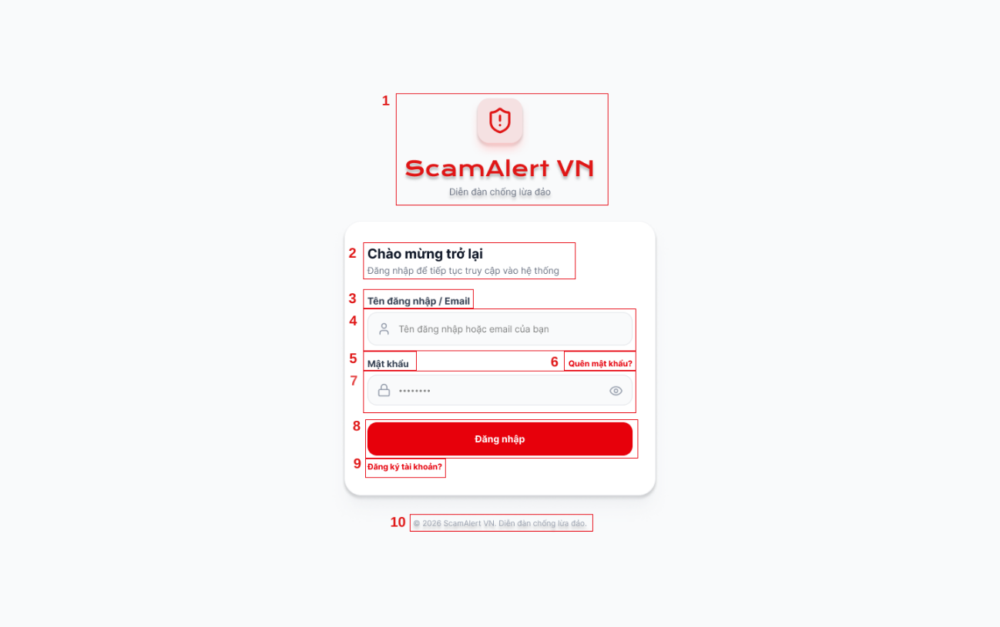 1
ScamAlert VN
Diễn đàn chống lừa đảo
2
Chào mừng trở lại
Đăng nhập để tiếp tục truy cập vào hệ thống
3
Tên đăng nhập / Email
4
Tên đăng nhập hoặc email của bạn
5
Mật khẩu
6
Quên mật khẩu?
7
••••••••
8
Đăng nhập
9
Đăng ký tài khoản?
10
© 2026 ScamAlert VN. Diễn đàn chống lừa đảo.